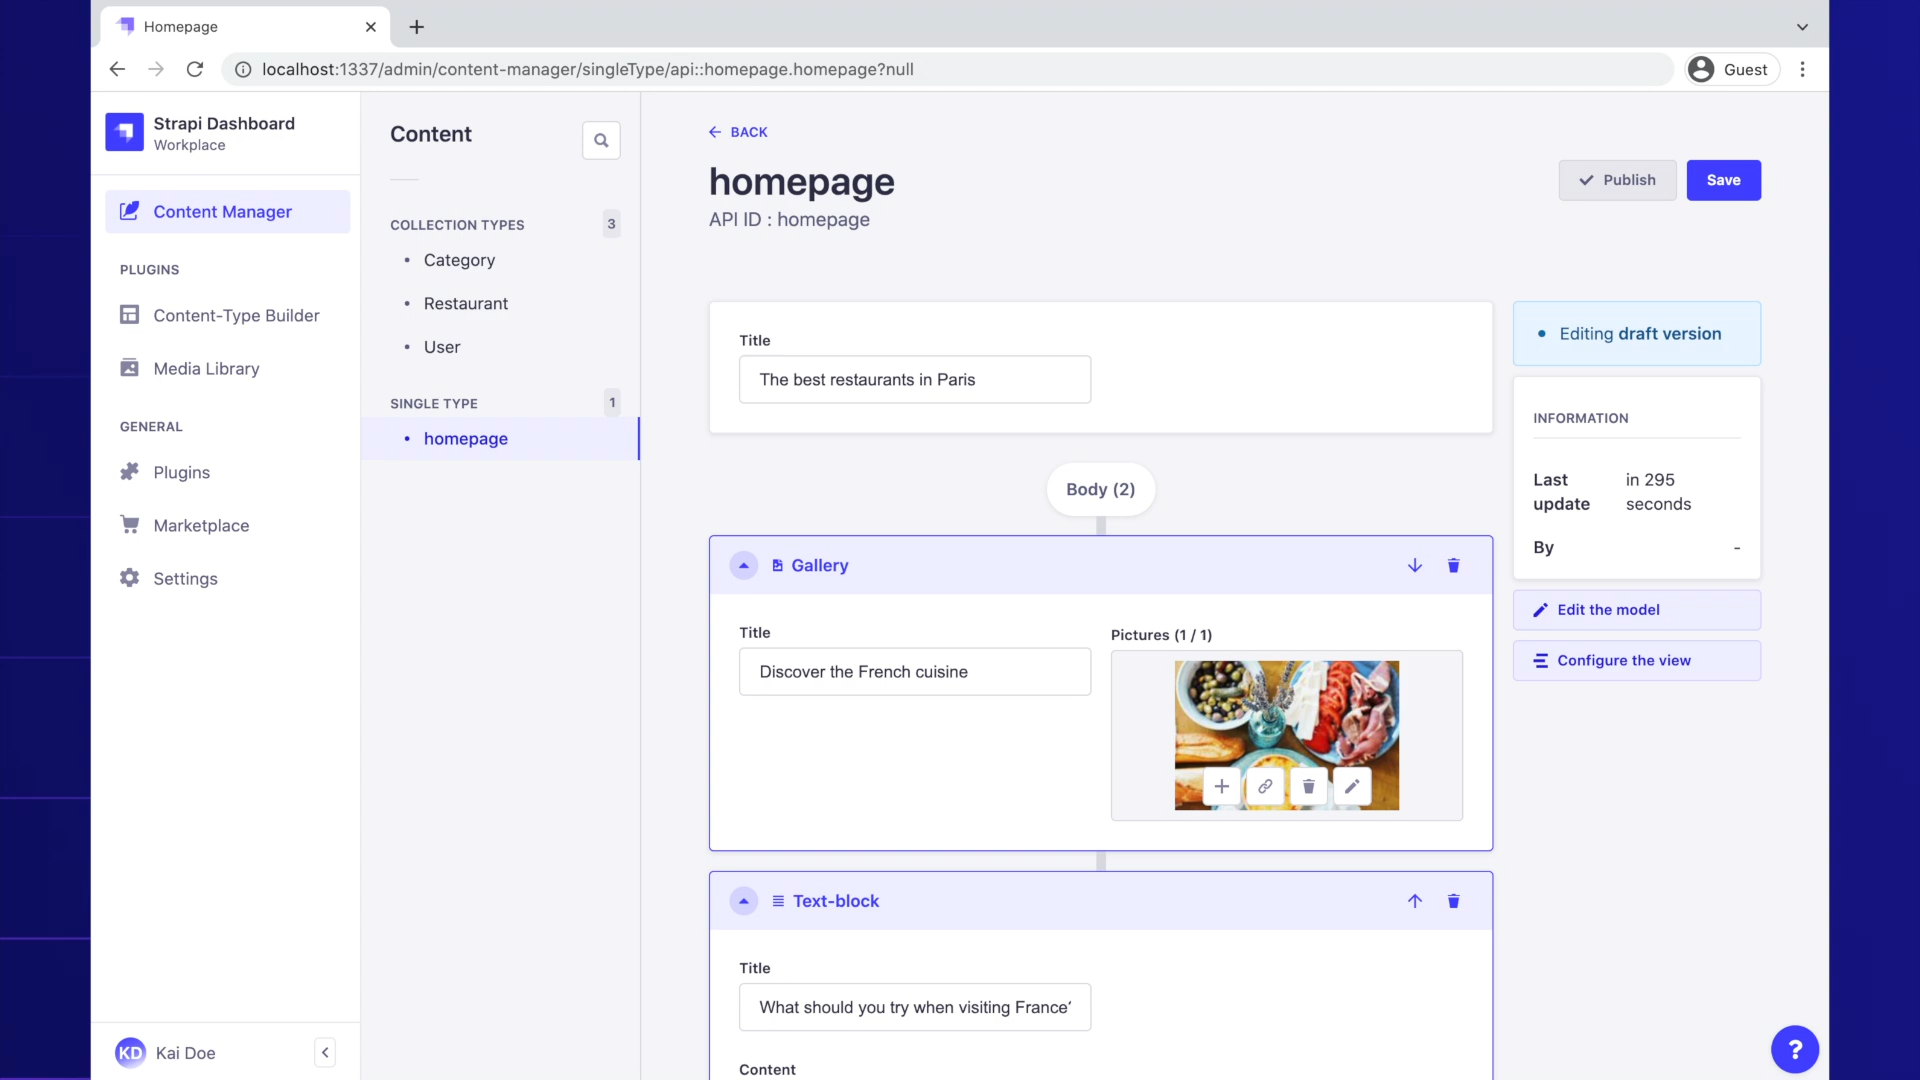 Homepage
localhost:1337/admin/content-manager/singleType/api::homepage.homepage?null
Guest
Strapi Dashboard
Workplace
Content Manager
PLUGINS
Content-Type Builder
Media Library
GENERAL
Plugins
Marketplace
Settings
KD Kai Doe
Content
COLLECTION TYPES 3
Category
Restaurant
User
SINGLE TYPE 1
homepage
BACK
homepage
API ID : homepage
Publish
Save
Title
The best restaurants in Paris
Body (2)
Gallery
Title
Discover the French cuisine
Pictures (1 / 1)
Text-block
Title
What should you try when visiting France
Content
Editing draft version
INFORMATION
Last update
in 295 seconds
By -
Edit the model
Configure the view
?